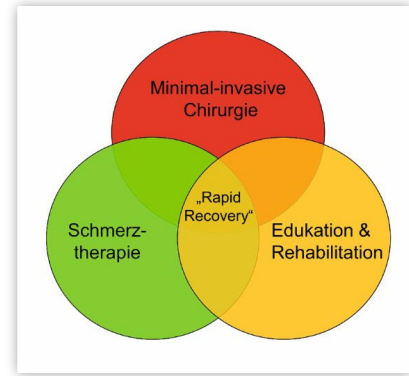 Minimal-invasive
Chirurgie
„Rapid
Recovery“
Schmerz-
therapie
Edukation &
Rehabilitation